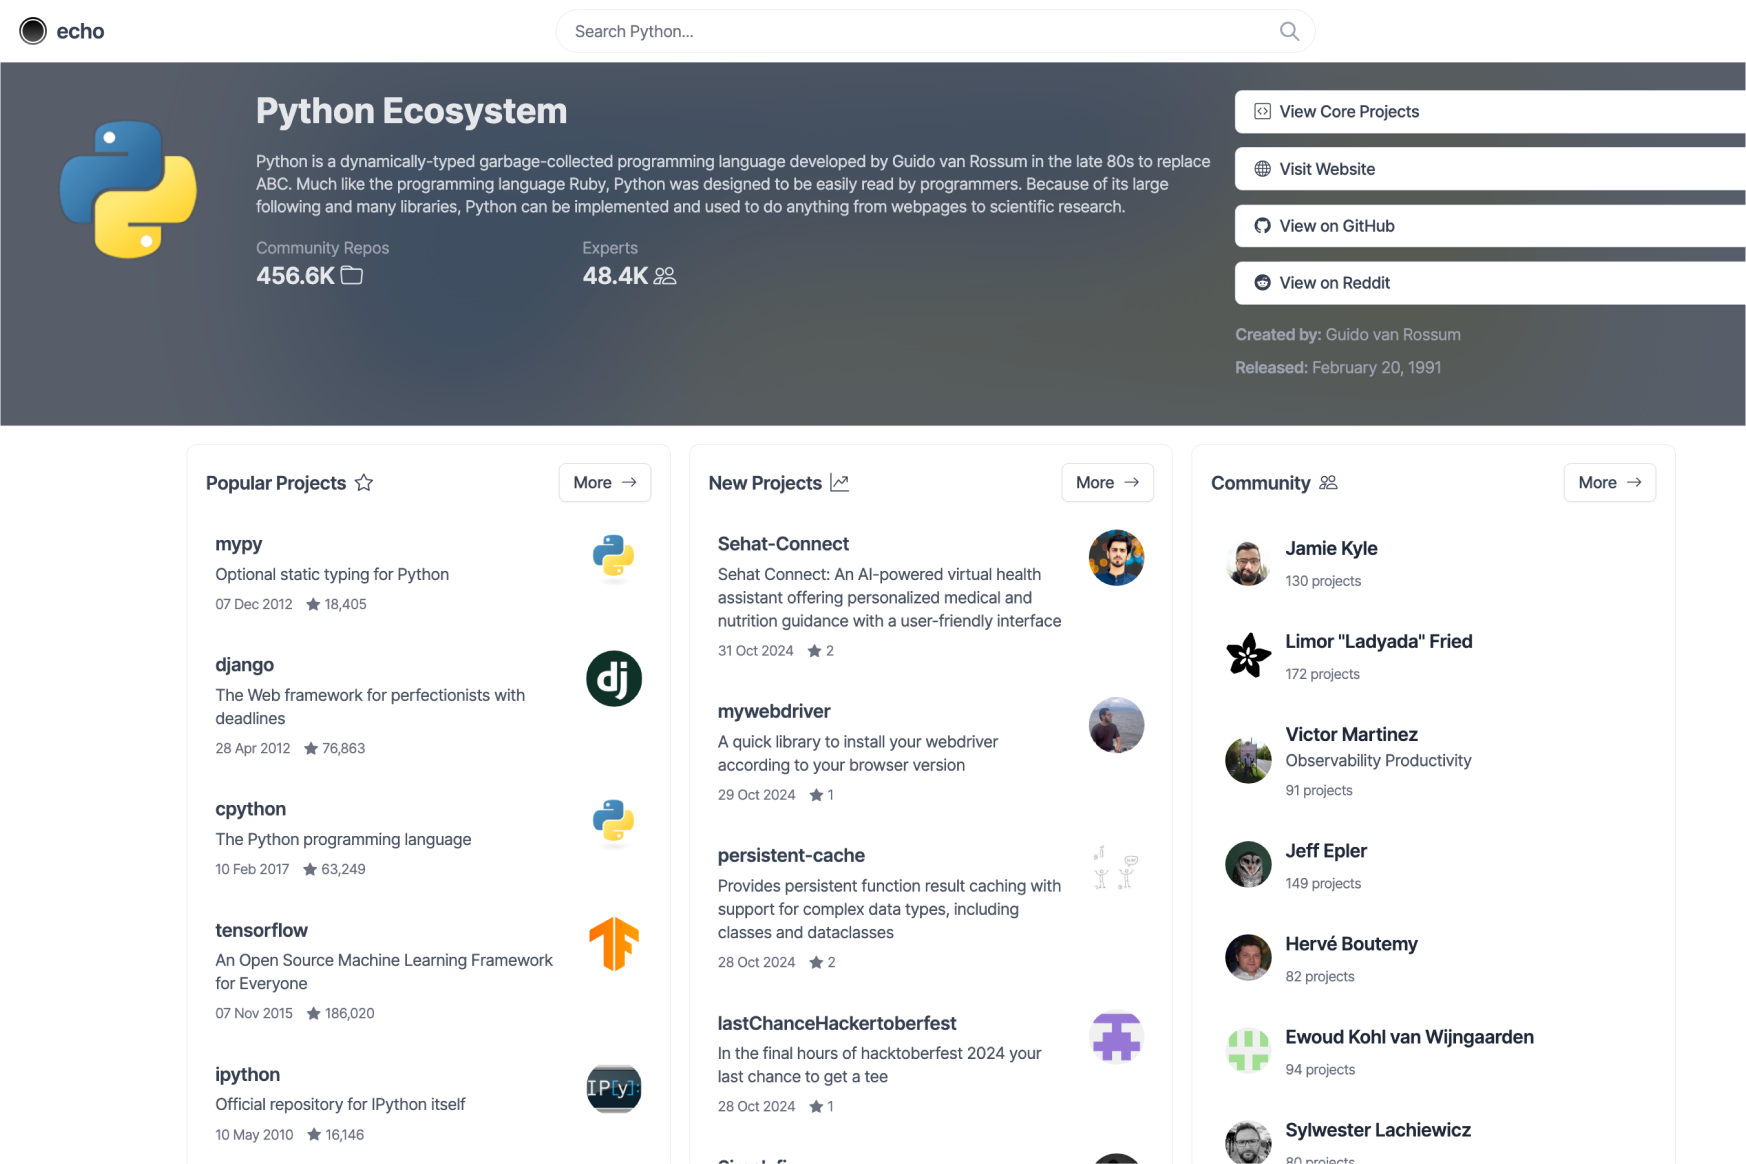 echo
Search Python...
Python Ecosystem
Python is a dynamically-typed garbage-collected programming language developed by Guido van Rossum in the late 80s to replace
ABC. Much like the programming language Ruby, Python was designed to be easily read by programmers. Because of its large
following and many libraries, Python can be implemented and used to do anything from webpages to scientific research.
Community Repos
456.6K
Experts
48.4K
View Core Projects
Visit Website
View on GitHub
View on Reddit
Created by: Guido van Rossum
Released: February 20, 1991
Popular Projects
More →
mypy
Optional static typing for Python
07 Dec 2012 ★ 18,405
django
The Web framework for perfectionists with
deadlines
28 Apr 2012 ★ 76,863
dj
cpython
The Python programming language
10 Feb 2017 ★ 63,249
tensorflow
An Open Source Machine Learning Framework
for Everyone
07 Nov 2015 ★ 186,020
ipython
Official repository for IPython itself
10 May 2010 ★ 16,146
IP[y]:
New Projects
More →
Sehat-Connect
Sehat Connect: An AI-powered virtual health
assistant offering personalized medical and
nutrition guidance with a user-friendly interface
31 Oct 2024 ★ 2
mywebdriver
A quick library to install your webdriver
according to your browser version
29 Oct 2024 ★ 1
persistent-cache
Provides persistent function result caching with
support for complex data types, including
classes and dataclasses
28 Oct 2024 ★ 2
lastChanceHackertoberfest
In the final hours of hacktoberfest 2024 your
last chance to get a tee
28 Oct 2024 ★ 1
Community
More →
Jamie Kyle
130 projects
Limor "Ladyada" Fried
172 projects
Victor Martinez
Observability Productivity
91 projects
Jeff Epler
149 projects
Hervé Boutemy
82 projects
Ewoud Kohl van Wijngaarden
94 projects
Sylwester Lachiewicz
80 projects